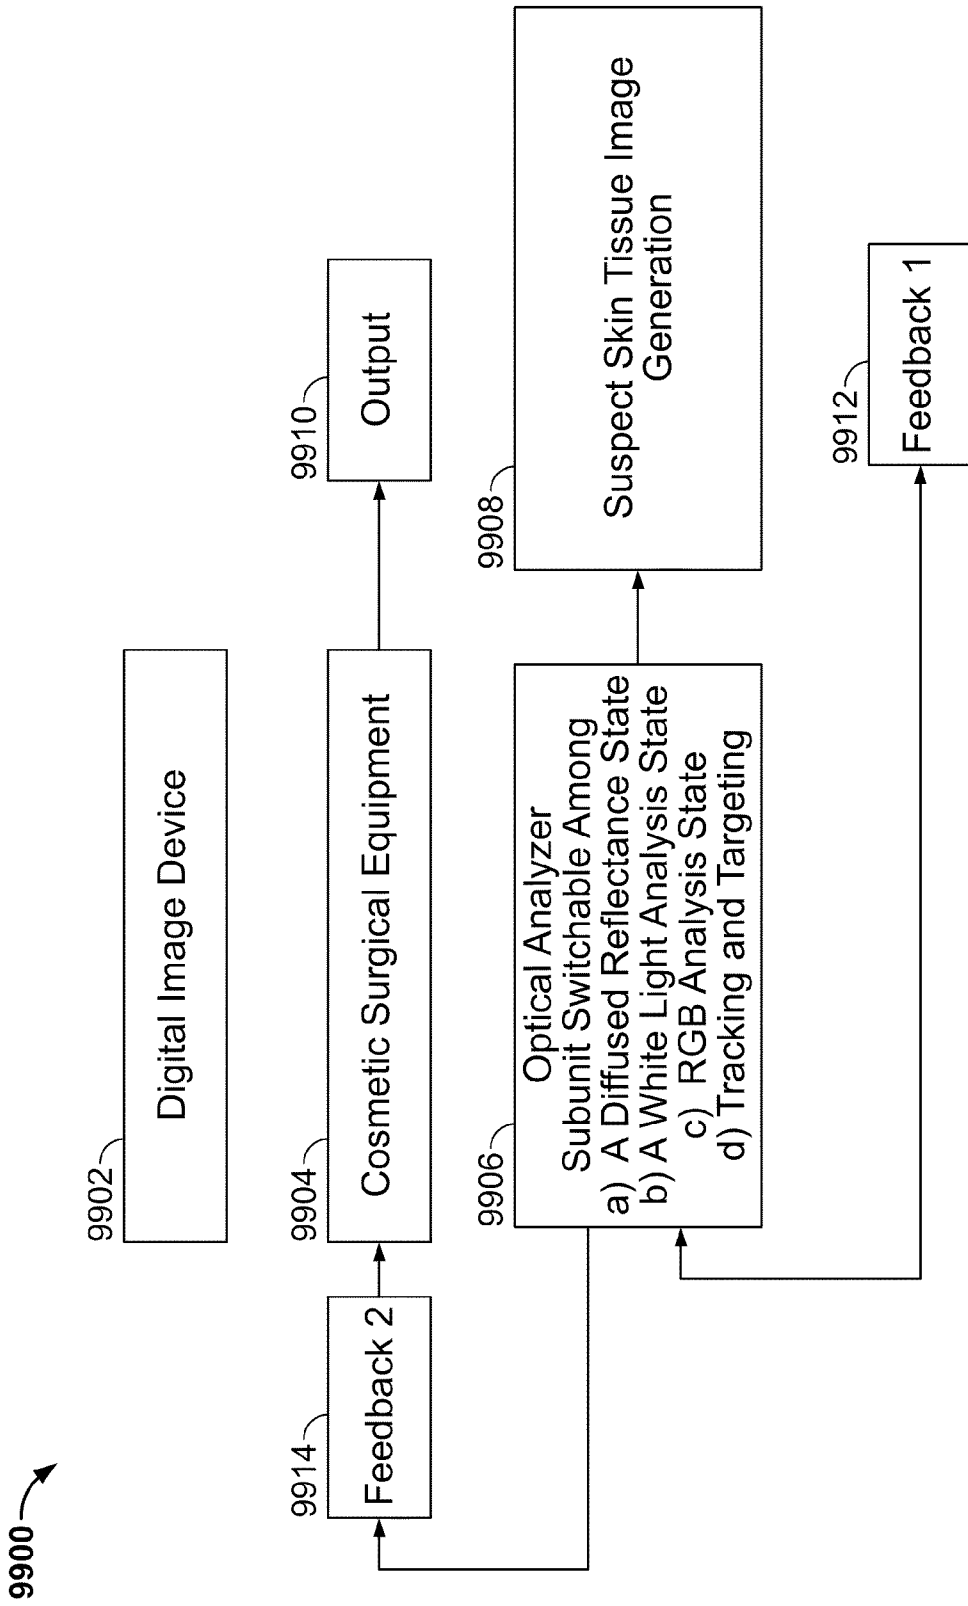 9900
9902
Digital Image Device
9914
Feedback 2
9904
Cosmetic Surgical Equipment
9910
Output
9906
Optical Analyzer
Subunit Switchable Among
a) A Diffused Reflectance State
b) A White Light Analysis State
c) RGB Analysis State
d) Tracking and Targeting
9908
Suspect Skin Tissue Image
Generation
9912
Feedback 1